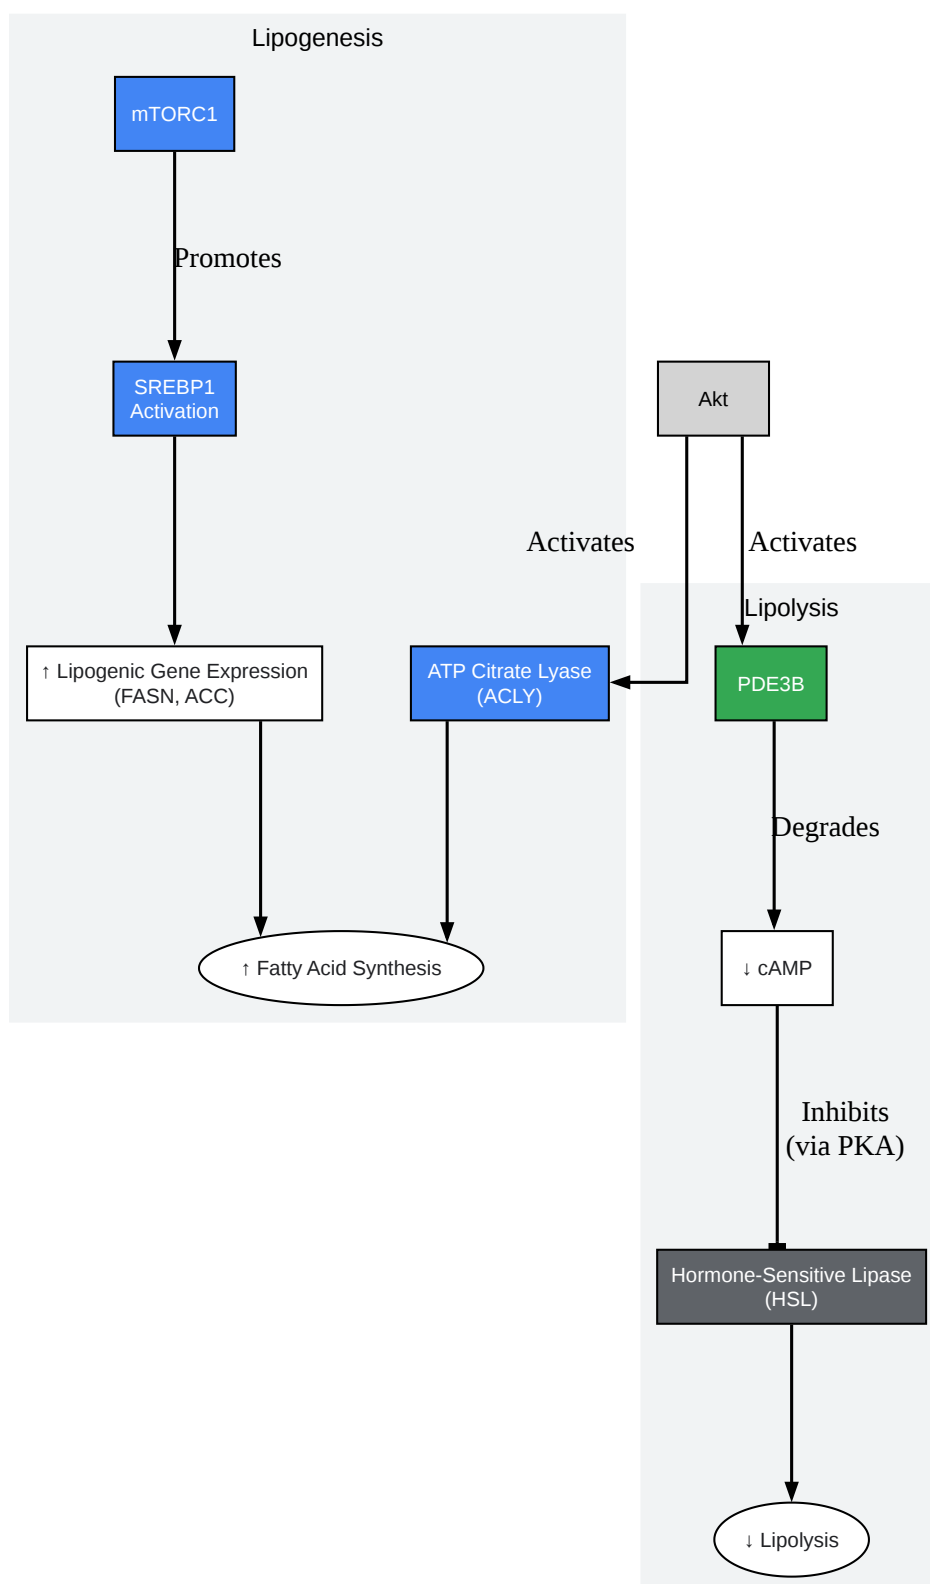 Lipogenesis
mTORC1
Promotes
SREBP1
Activation
Akt
Activates
Activates
Lipolysis
↑ Lipogenic Gene Expression
(FASN, ACC)
ATP Citrate Lyase
(ACLY)
PDE3B
Degrades
↑ Fatty Acid Synthesis
↓ cAMP
Inhibits
(via PKA)
Hormone-Sensitive Lipase
(HSL)
↓ Lipolysis